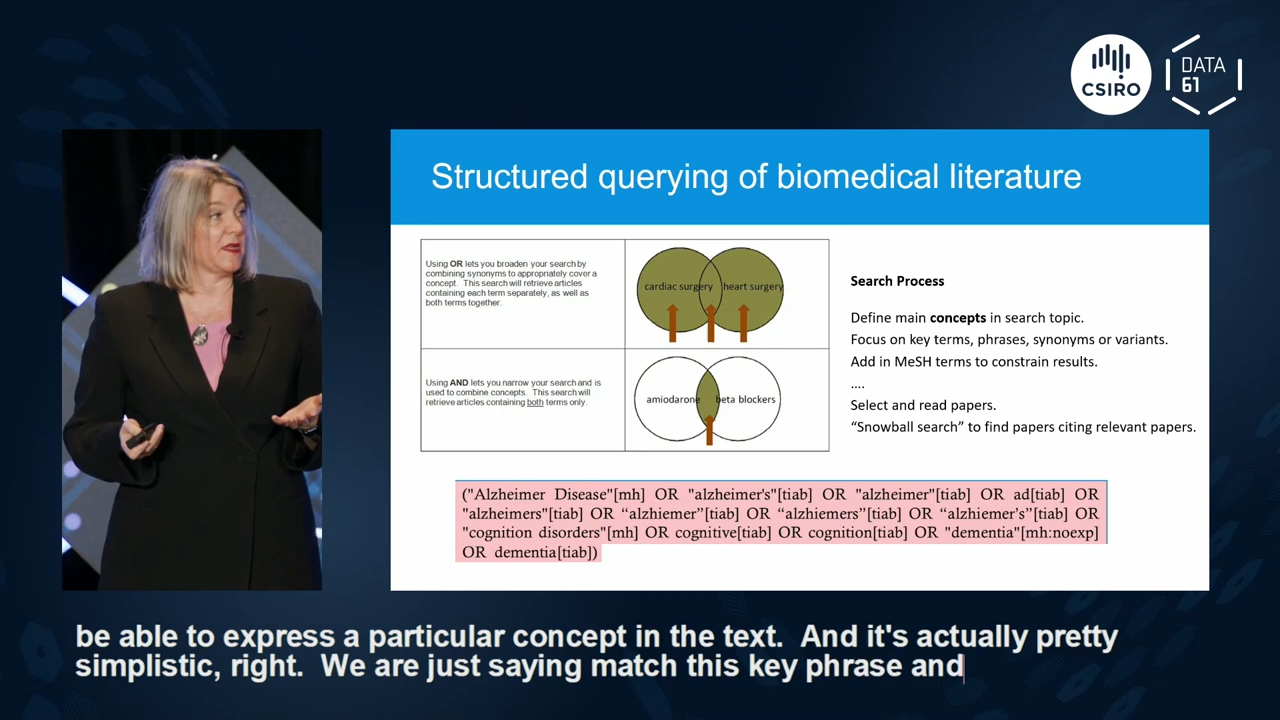 CSIRO
DATA
61
Structured querying of biomedical literature
Using OR lets you broaden your search by
combining synonyms to appropriately cover a
concept. This search will retrieve articles
containing each term separately, as well as
both terms together.
cardiac surgery
heart surgery
Using AND lets you narrow your search and is
used to combine concepts. This search will
retrieve articles containing both terms only.
amiodarone
beta blockers
Search Process
Define main concepts in search topic.
Focus on key terms, phrases, synonyms or variants.
Add in MeSH terms to constrain results.
....
Select and read papers.
“Snowball search” to find papers citing relevant papers.
("Alzheimer Disease"[mh] OR "alzheimer's"[tiab] OR "alzheimer"[tiab] OR ad[tiab] OR
"alzheimers"[tiab] OR “alzhiemer”[tiab] OR “alzhiemers”[tiab] OR “alzhiemer’s”[tiab] OR
"cognition disorders"[mh] OR cognitive[tiab] OR cognition[tiab] OR "dementia"[mh:noexp]
OR dementia[tiab])
be able to express a particular concept in the text. And it's actually pretty
simplistic, right. We are just saying match this key phrase and